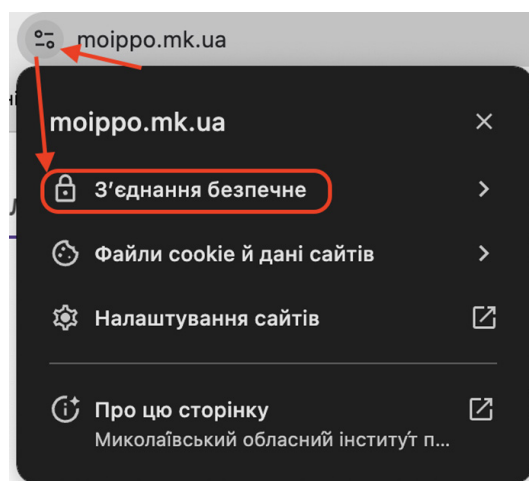 moippo.mk.ua
moippo.mk.ua
З’єднання безпечне
Файли cookie й дані сайтів
Налаштування сайтів
Про цю сторінку
Миколаївський обласний інститу́т п...